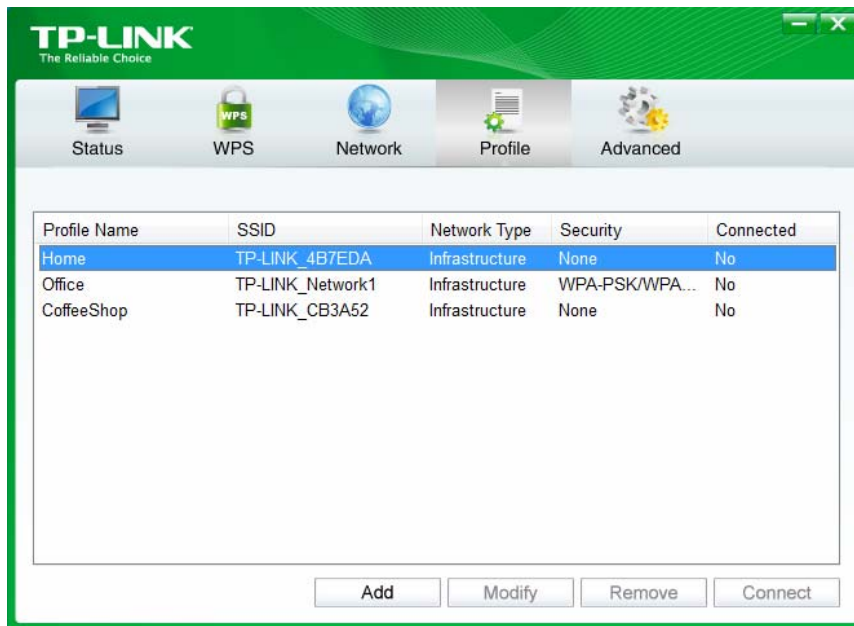 TP-LINK
The Reliable Choice
WPS
Status WPS Network Profile Advanced
Profile Name SSID Network Type Security Connected
Home TP-LINK_4B7EDA Infrastructure None No
Office TP-LINK_Network1 Infrastructure WPA-PSK/WPA... No
CoffeeShop TP-LINK_CB3A52 Infrastructure None No
Add Modify Remove Connect